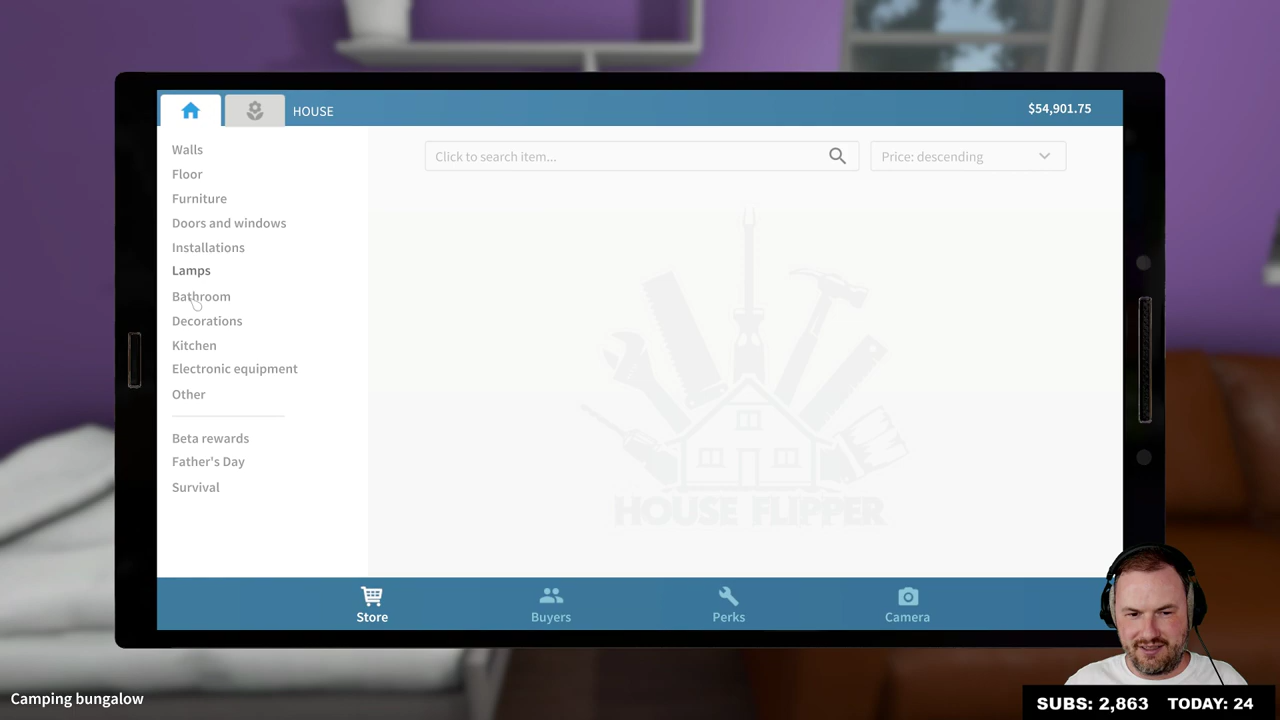 HOUSE
$54,901.75
Click to search item...
Price: descending
Walls
Floor
Furniture
Doors and windows
Installations
Lamps
Bathroom
Decorations
Kitchen
Electronic equipment
Other
Beta rewards
Father's Day
Survival
HOUSE FLIPPER
Store
Buyers
Perks
Camera
Camping bungalow
SUBS: 2,863 TODAY: 24